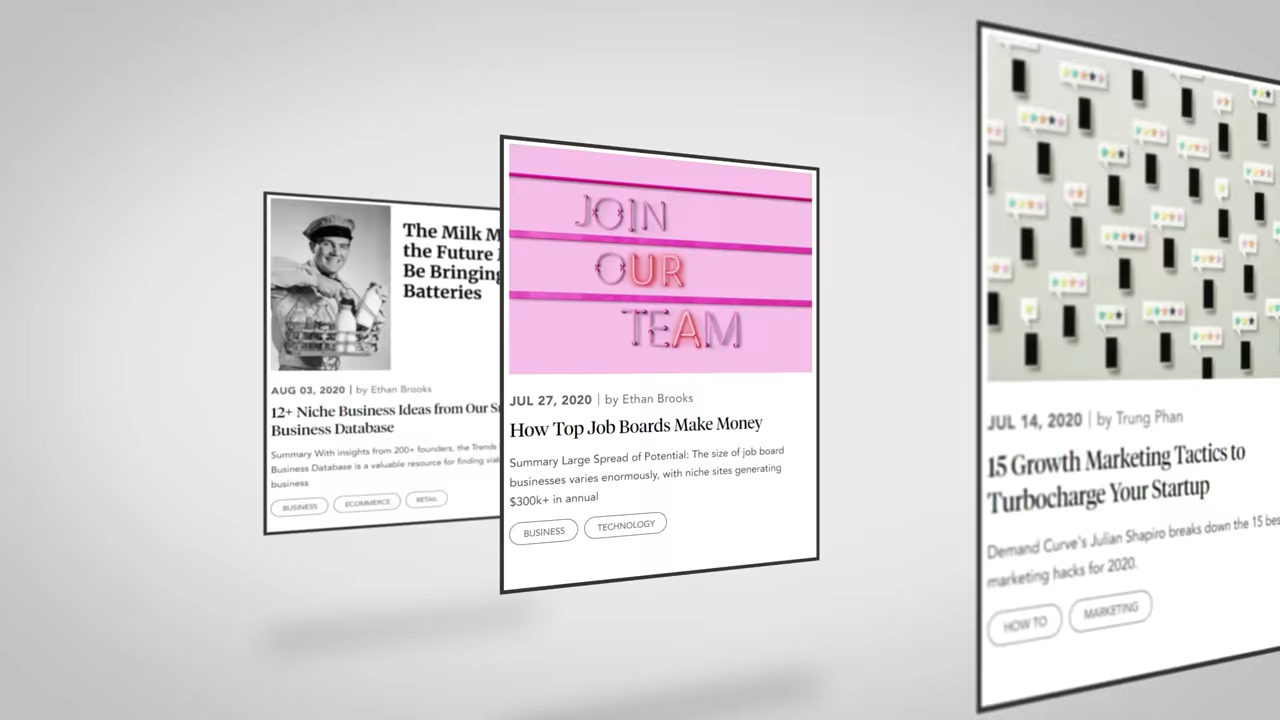 The Milk M
the Future
Be Bringing
Batteries
AUG 03, 2020 | by Ethan Brooks
12+ Niche Business Ideas from Our
Business Database
Summary With insights from 200+ founders, the Trends
Business Database is a valuable resource for finding
business
BUSINESS
ECOMMERCE
RETAIL
JOIN
OUR
TEAM
JUL 27, 2020 | by Ethan Brooks
How Top Job Boards Make Money
Summary Large Spread of Potential: The size of job board
businesses varies enormously, with niche sites generating
$300k+ in annual
BUSINESS
TECHNOLOGY
JUL 14, 2020 | by Trung Phan
15 Growth Marketing Tactics to
Turbocharge Your Startup
Demand Curve's Julian Shapiro breaks down the 15 bes
marketing hacks for 2020.
HOW TO
MARKETING